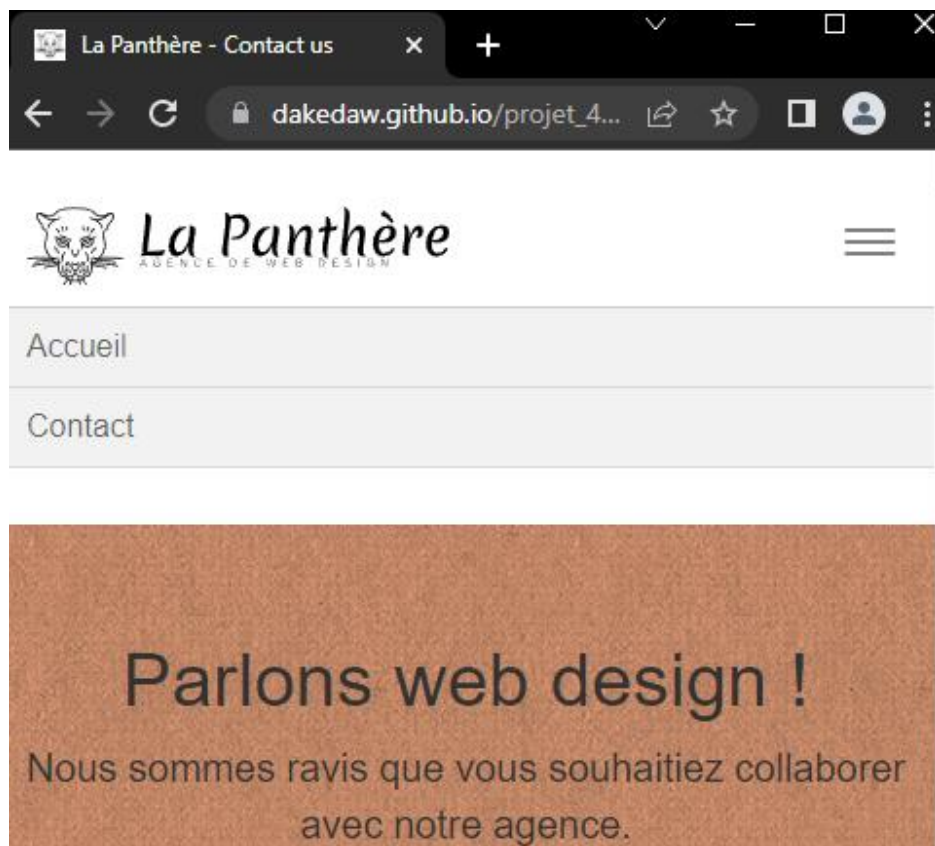 La Panthère - Contact us
dakedaw.github.io/projet_4...
La Panthère
AGENCE DE WEB DESIGN
Accueil
Contact
Parlons web design !
Nous sommes ravis que vous souhaitiez collaborer
avec notre agence.